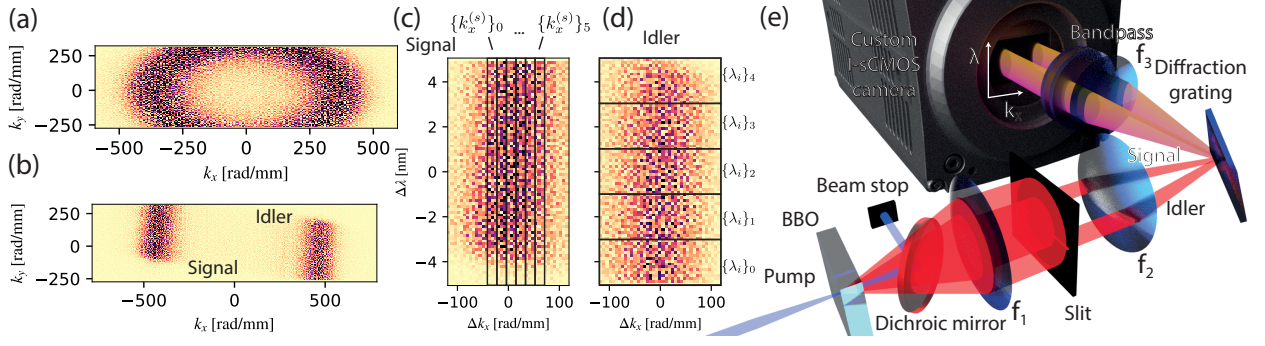 (a)
250
0
−250
k_y [rad/mm]
−500
−250
0
250
500
k_x [rad/mm]
(b)
250
0
−250
k_y [rad/mm]
Idler
Signal
−500
0
500
k_x [rad/mm]
(c)
{k_x^{(s)}}_0 ... {k_x^{(s)}}_5
Signal
4
2
0
−2
−4
Δλ [nm]
−100
0
100
Δk_x [rad/mm]
(d)
Idler
{λ_i}_4
{λ_i}_3
{λ_i}_2
{λ_i}_1
{λ_i}_0
−100
0
100
Δk_x [rad/mm]
(e)
Custom
I-sCMOS
camera
λ
k_x
Bandpass
f_3
Diffraction
grating
Signal
Idler
Beam stop
BBO
Pump
Dichroic mirror
f_1
Slit
f_2